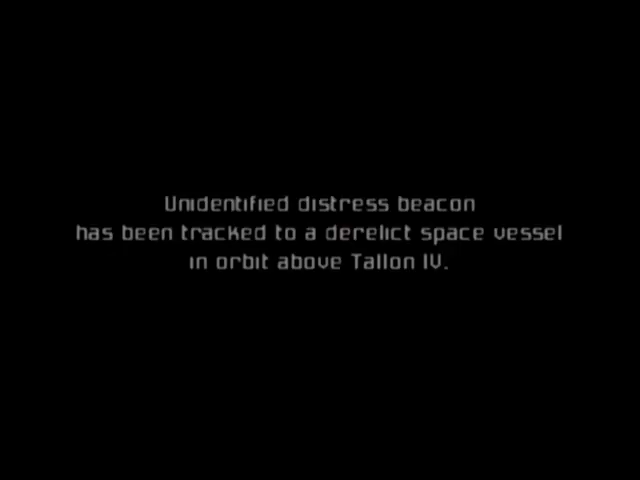 Unidentified distress beacon
has been tracked to a derelict space vessel
in orbit above Tallon IV.